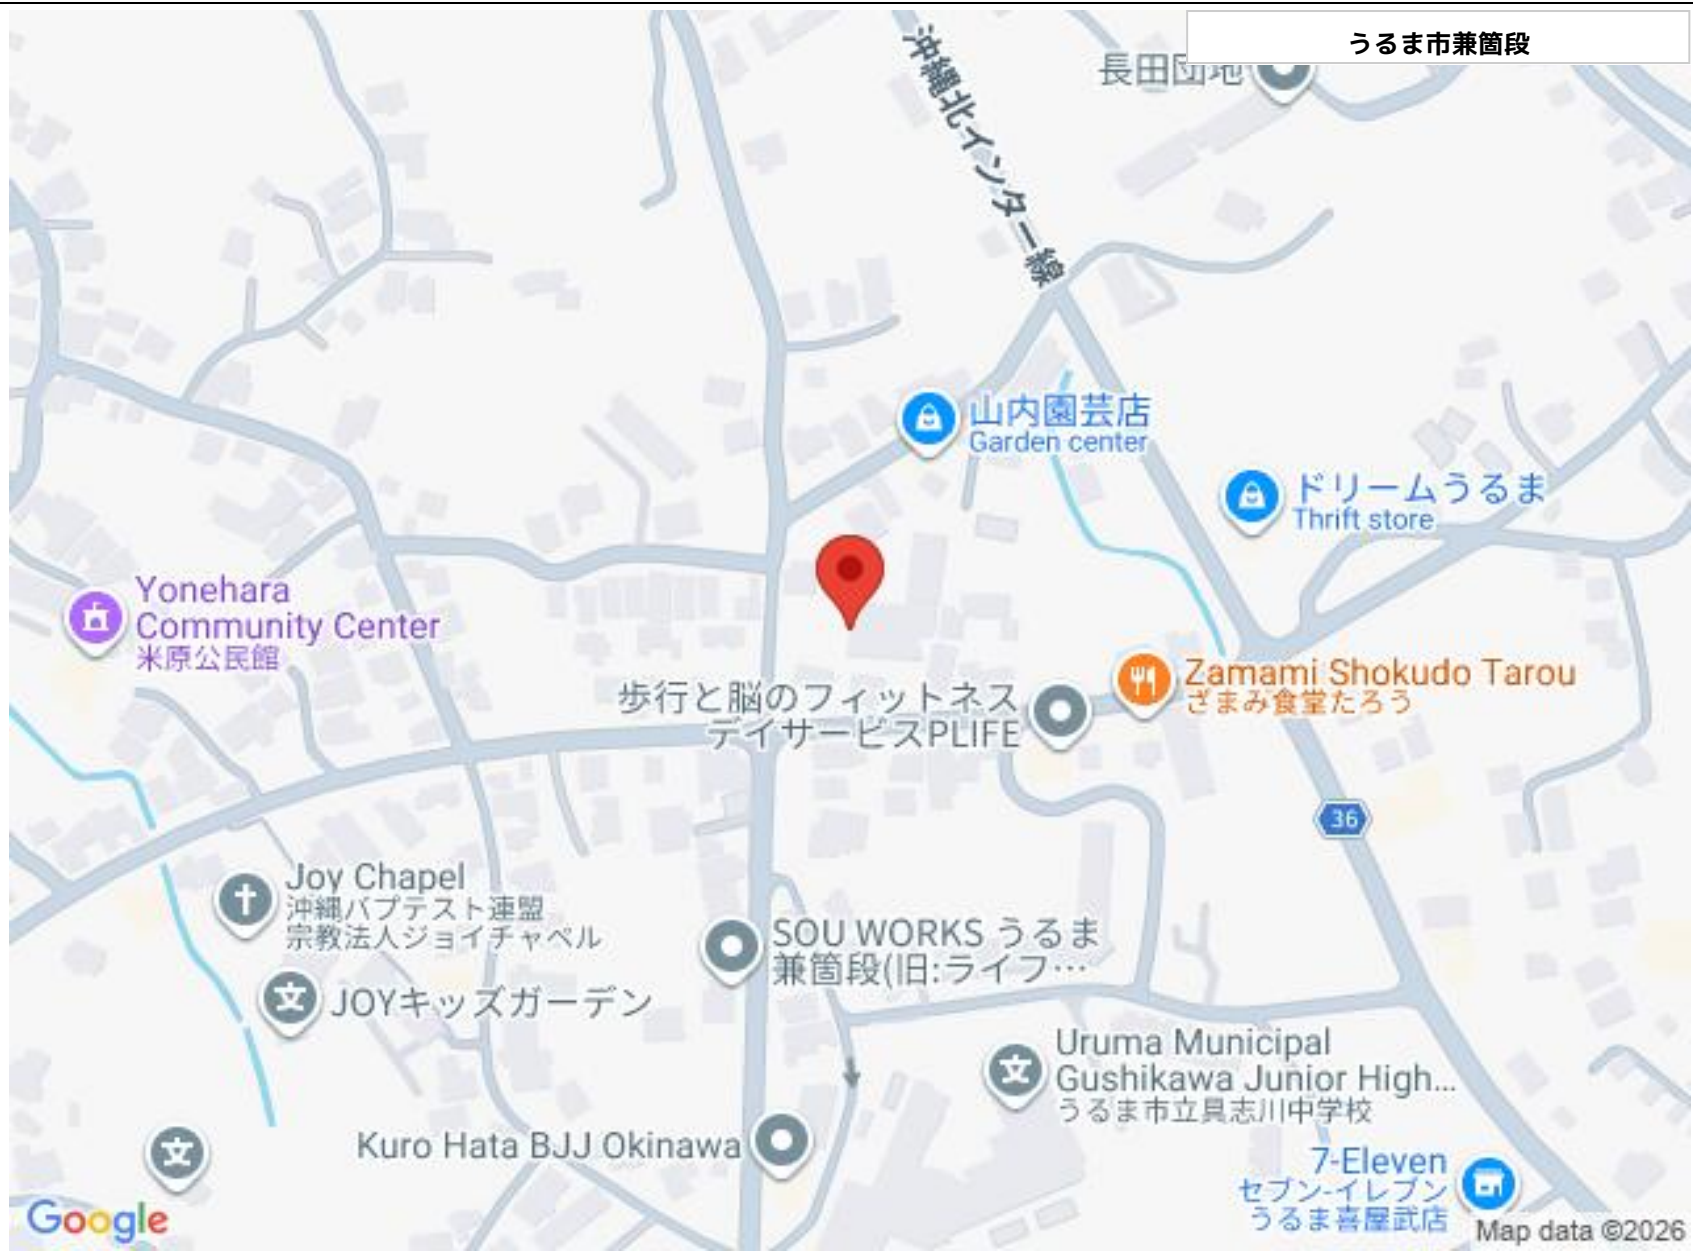 うるま市兼箇段
長田団地
沖縄北インター線
山内園芸店
Garden center
ドリームうるま
Thrift store
Yonehara
Community Center
米原公民館
歩行と脳のフィットネス
デイサービスPLIFE
Zamami Shokudo Tarou
ざまみ食堂たろう
36
Joy Chapel
沖縄バプテスト連盟
宗教法人ジョイチャペル
SOU WORKS うるま
兼箇段(旧:ライフ…
JOYキッズガーデン
Uruma Municipal
Gushikawa Junior High...
うるま市立具志川中学校
Kuro Hata BJJ Okinawa
7-Eleven
セブン-イレブン
うるま喜屋武店
Google
Map data ©2026